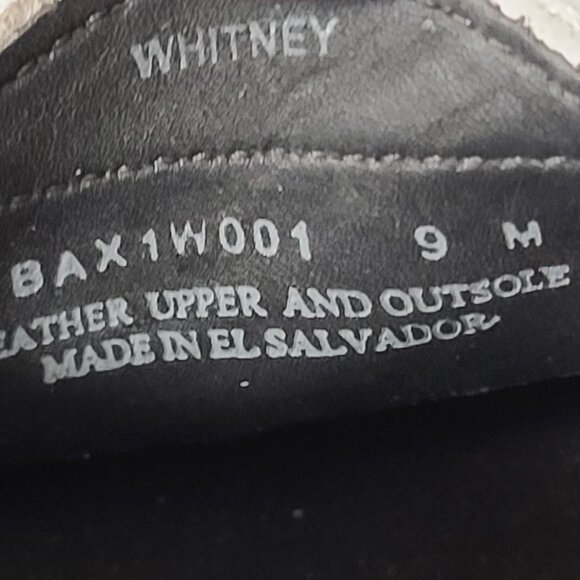 WHITNEY
BAX1W001 9 M
EATHER UPPER AND OUTSOLE
MADE IN EL SALVADOR